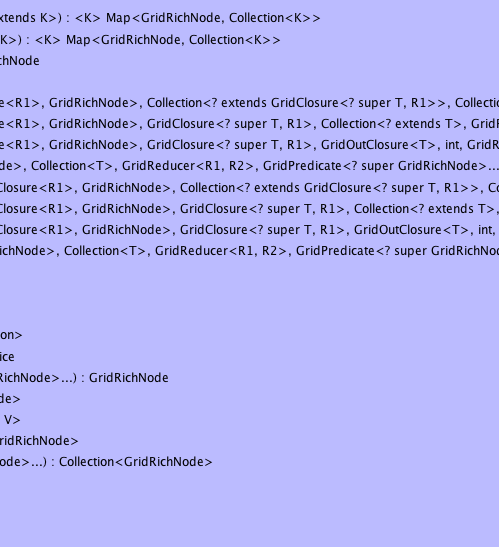 xtends K>) : <K> Map<GridRichNode, Collection<K>>
K>) : <K> Map<GridRichNode, Collection<K>>
chNode
e<R1>, GridRichNode>, Collection<? extends GridClosure<? super T, R1>>, Collectio
e<R1>, GridRichNode>, GridClosure<? super T, R1>, Collection<? extends T>, GridR
e<R1>, GridRichNode>, GridClosure<? super T, R1>, GridOutClosure<T>, int, GridR
de>, Collection<T>, GridReducer<R1, R2>, GridPredicate<? super GridRichNode>...
Closure<R1>, GridRichNode>, Collection<? extends GridClosure<? super T, R1>>, Co
Closure<R1>, GridRichNode>, GridClosure<? super T, R1>, Collection<? extends T>,
Closure<R1>, GridRichNode>, GridClosure<? super T, R1>, GridOutClosure<T>, int,
ichNode>, Collection<T>, GridReducer<R1, R2>, GridPredicate<? super GridRichNo
on>
ice
RichNode>...) : GridRichNode
de>
V>
GridRichNode>
Node>...) : Collection<GridRichNode>